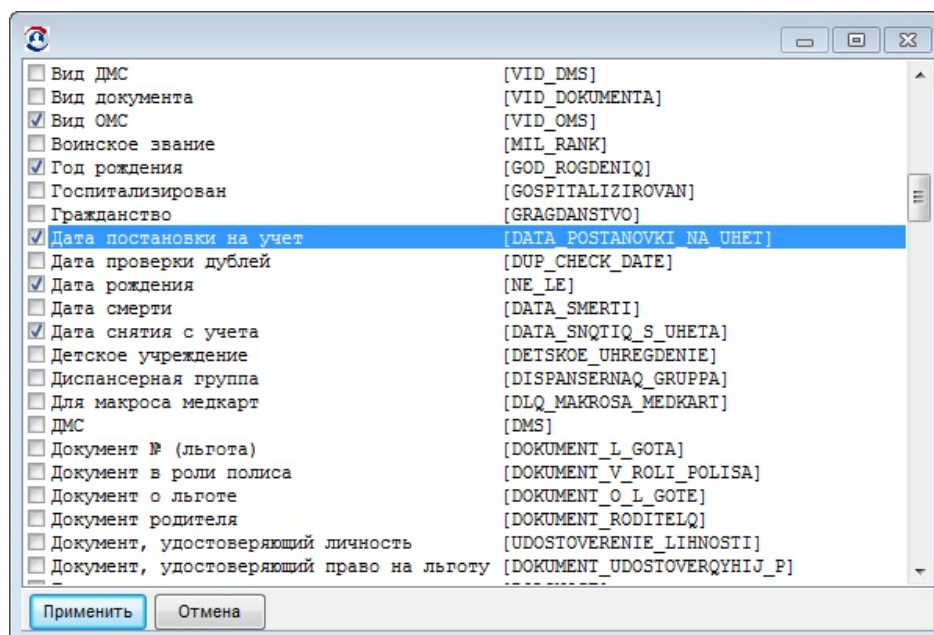 Вид ДМС [VID_DMS]
Вид документа [VID_DOKUMENTA]
Вид ОМС [VID_OMS]
Воинское звание [MIL_RANK]
Год рождения [GOD_ROGDENIQ]
Госпитализирован [GOSPITALIZIROVAN]
Гражданство [GRAGDANSTVO]
Дата постановки на учет [DATA_POSTANOVKI_NA_UHET]
Дата проверки дублей [DUP_CHECK_DATE]
Дата рождения [NE_LE]
Дата смерти [DATA_SMERTI]
Дата снятия с учета [DATA_SNQTIQ_S_UHETA]
Детское учреждение [DETSKOE_UHREGDENIE]
Диспансерная группа [DISPANSERNAQ_GRUPPA]
Для макроса медкарт [DLQ_MAKROSA_MEDKART]
ДМС [DMS]
Документ № (льгота) [DOKUMENT_L_GOTA]
Документ в роли полиса [DOKUMENT_V_ROLI_POLISA]
Документ о льготе [DOKUMENT_O_L_GOTE]
Документ родителя [DOKUMENT_RODITELQ]
Документ, удостоверяющий личность [UDOSTOVERENIE_LIHNOSTI]
Документ, удостоверяющий право на льготу [DOKUMENT_UDOSTOVERQYHIJ_P]
Применить Отмена